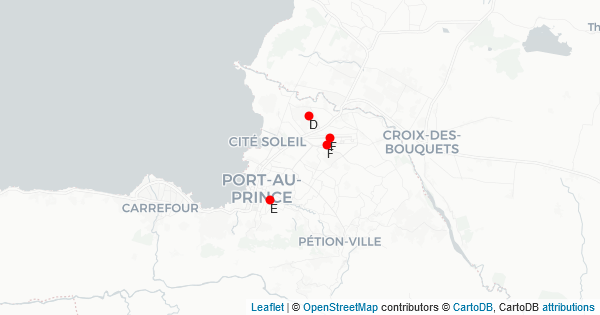 Th
D
CITÉ SOLEIL
F
CROIX-DES-
BOUQUETS
PORT-AU-
PRINCE
E
CARREFOUR
PÉTION-VILLE
Leaflet | © OpenStreetMap contributors © CartoDB, CartoDB attributions